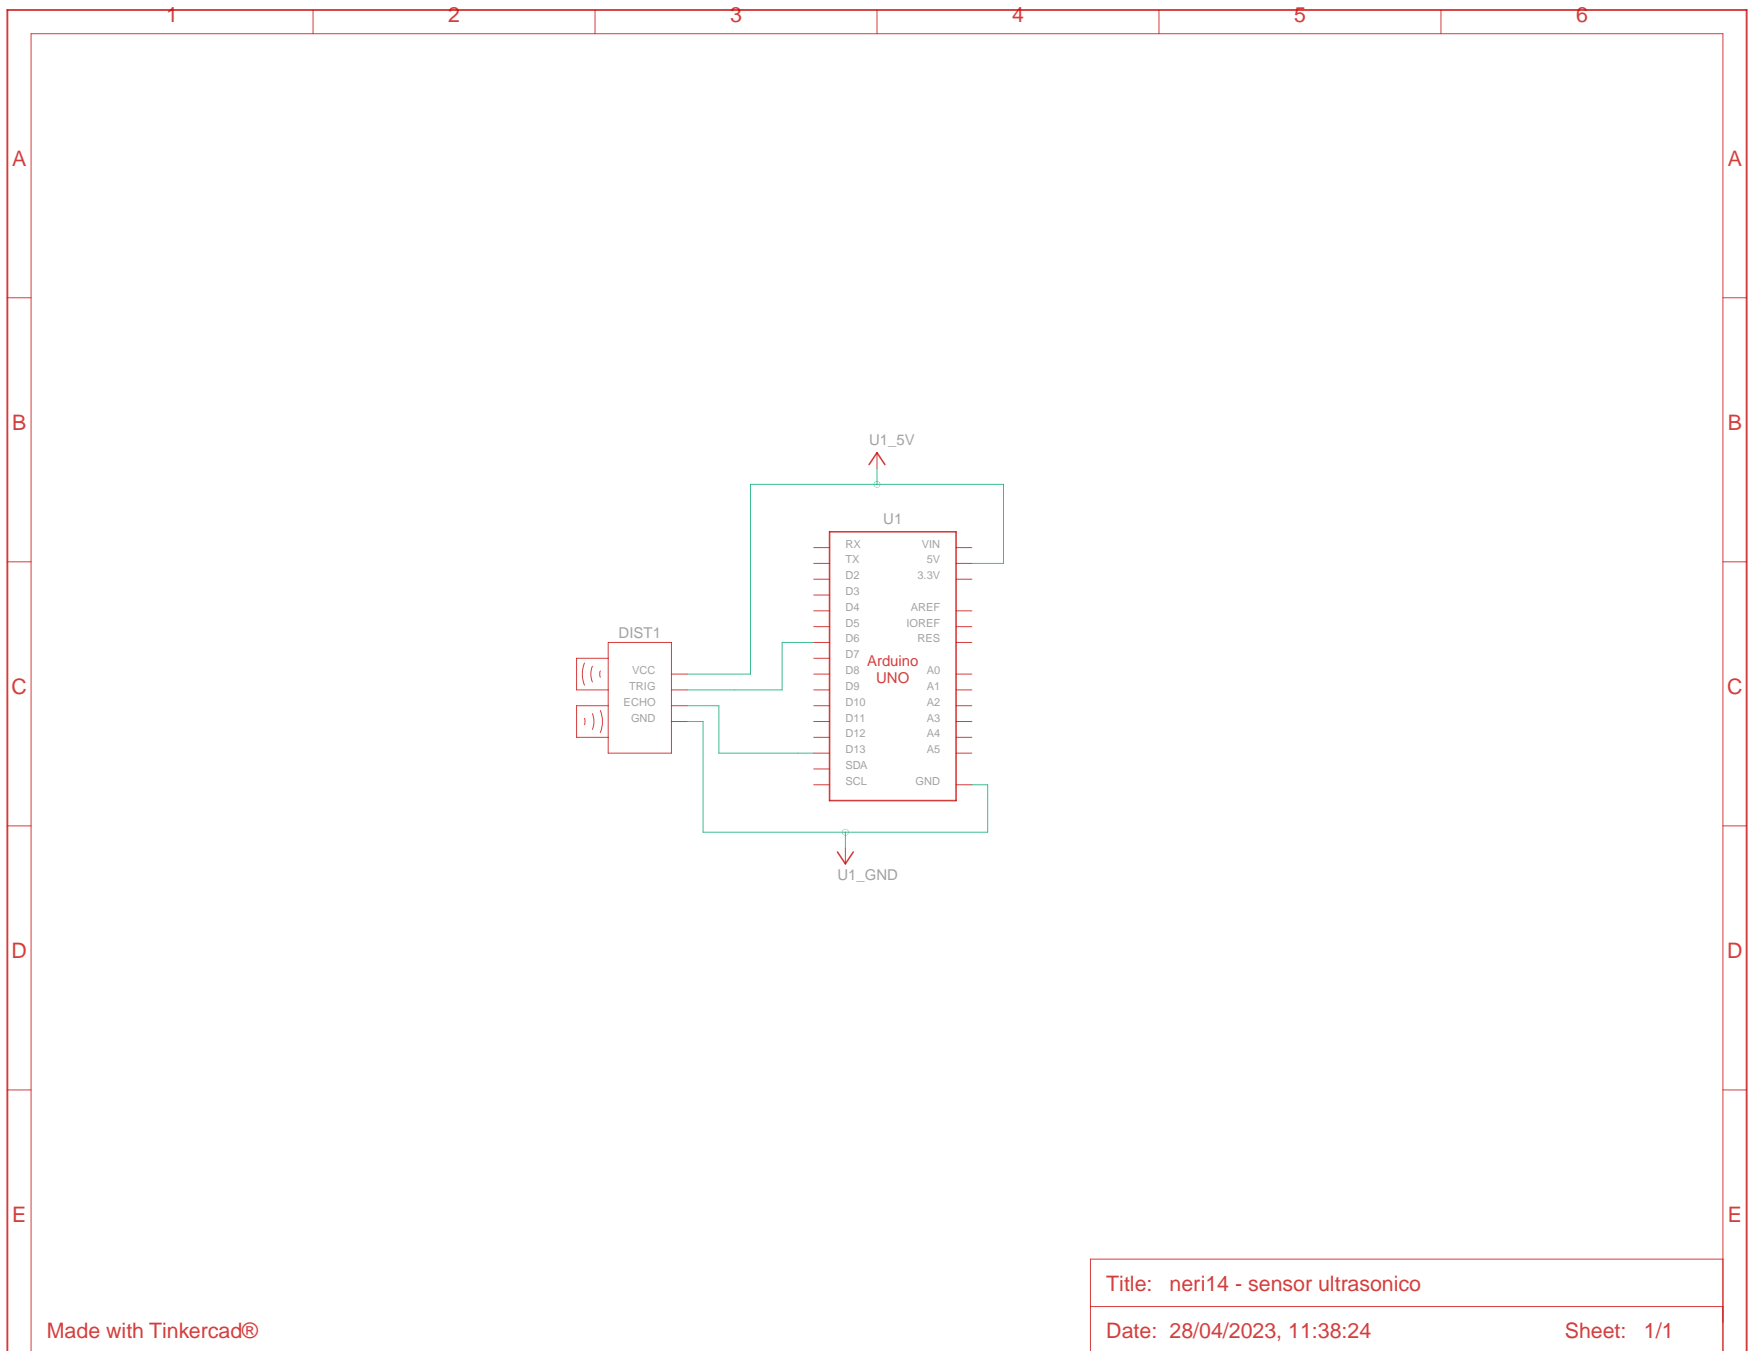 1 2 3 4 5 6
A A
B B
U1_5V
U1
RX VIN
TX 5V
D2 3.3V
D3
D4 AREF
D5 IOREF
DIST1 D6 RES
D7
Arduino
VCC D8 A0
UNO
C TRIG D9 A1 C
ECHO D10 A2
GND D11 A3
D12 A4
D13 A5
SDA
SCL GND
U1_GND
D D
E E
Title: neri14 - sensor ultrasonico
Made with Tinkercad® Date: 28/04/2023, 11:38:24 Sheet: 1/1